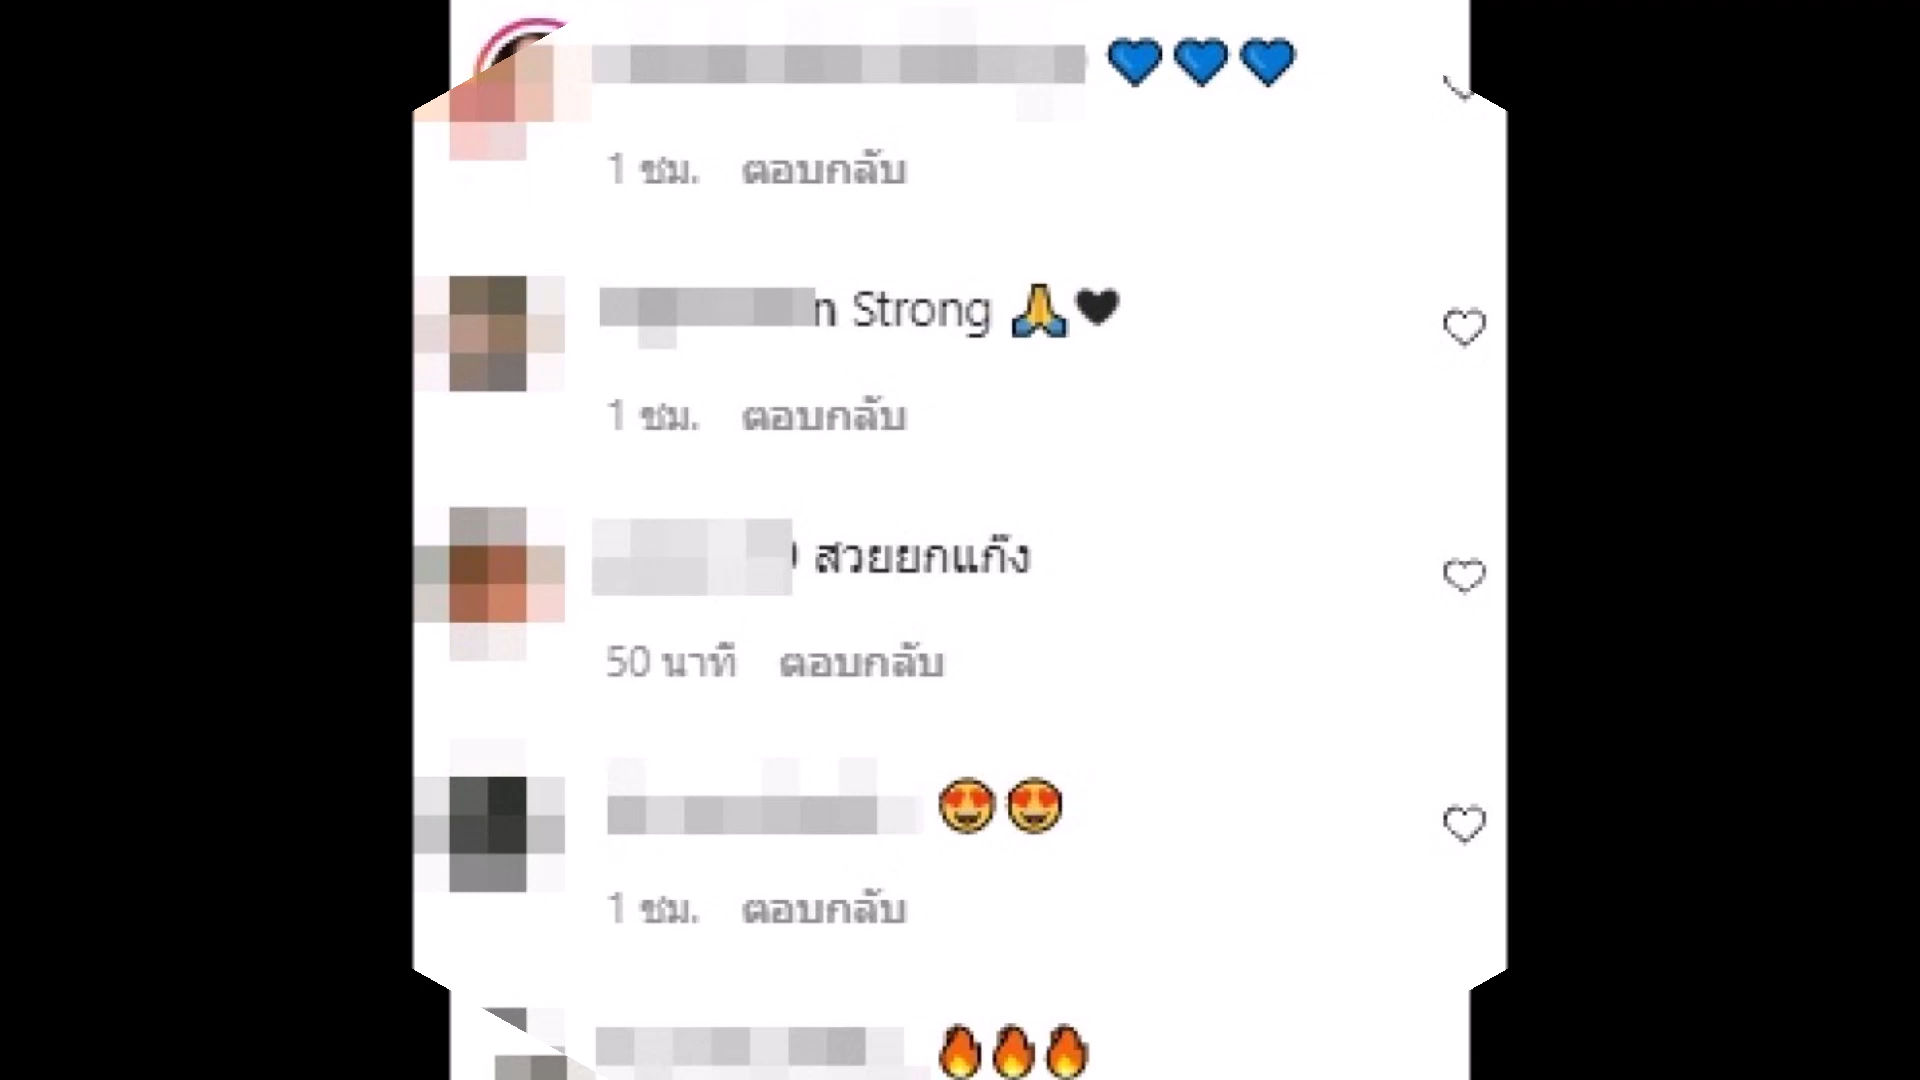 💙💙💙
1 ชม. ตอบกลับ
Strong 🙏🖤
1 ชม. ตอบกลับ
สวยยกแก๊ง
50 นาที ตอบกลับ
😍😍
1 ชม. ตอบกลับ
🔥🔥🔥